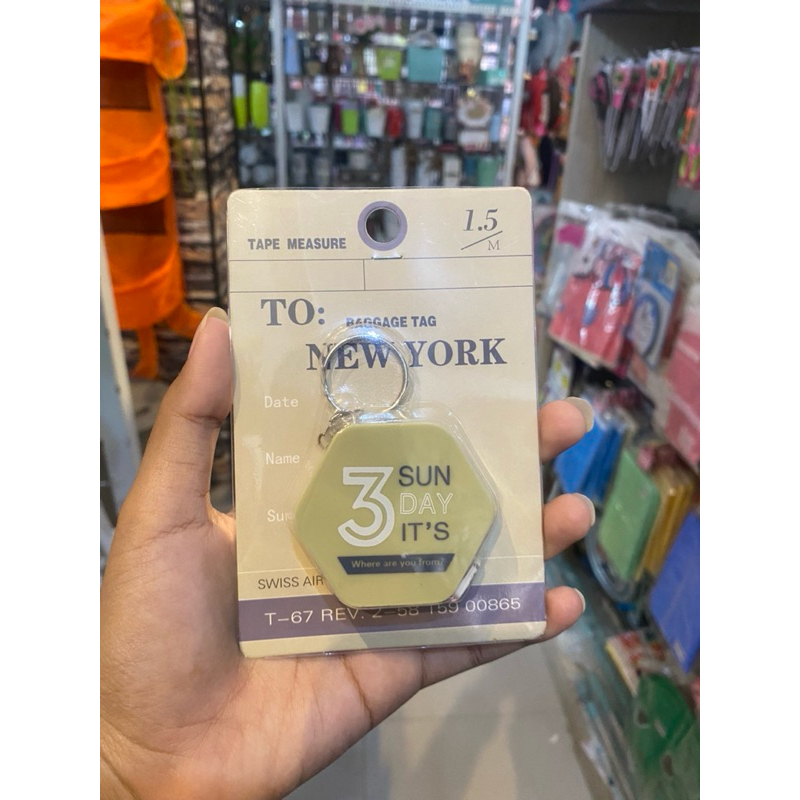 TAPE MEASURE
1.5
M
TO:
BAGGAGE TAG
NEW YORK
Date
Name
3
SUN
DAY
IT'S
Where are you from?
SWISS AIR
T-67 REV. 2-58 159 00865